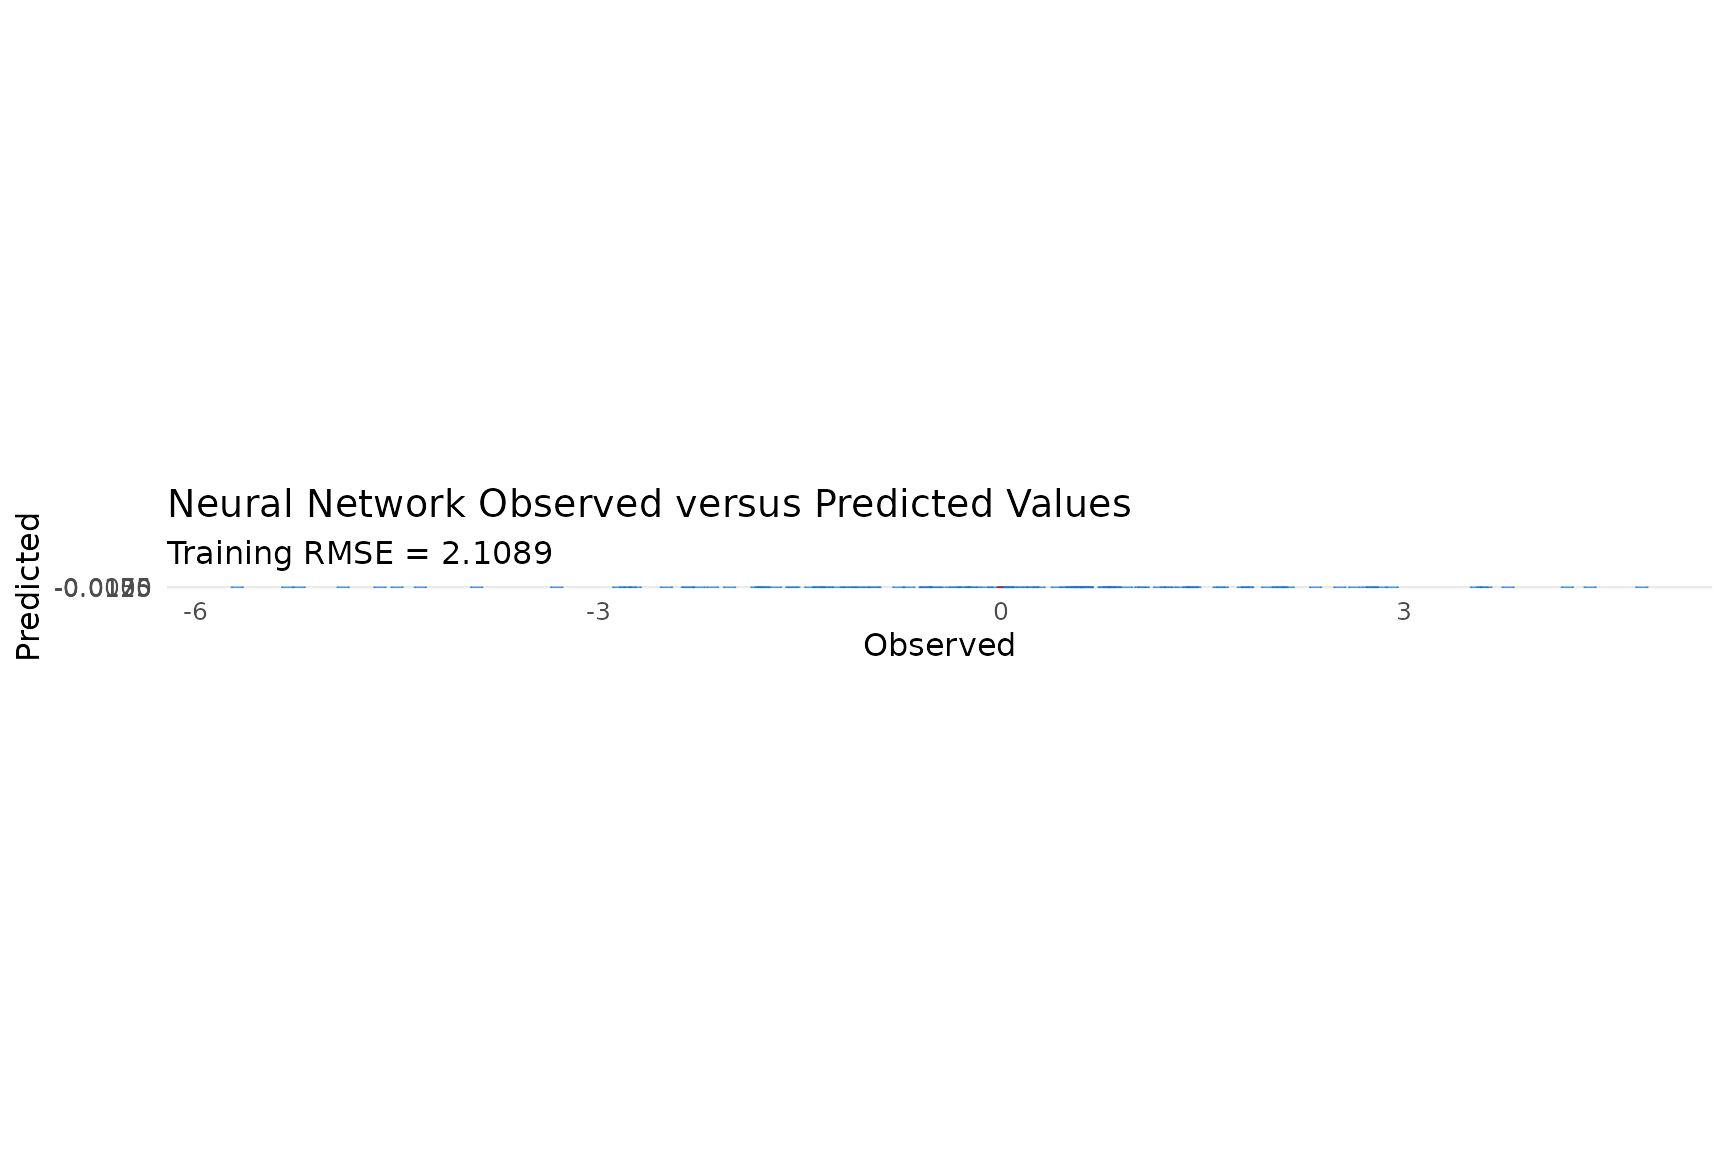 Neural Network Observed versus Predicted Values
Training RMSE = 2.1089
Predicted
-6 -3 0 3
Observed